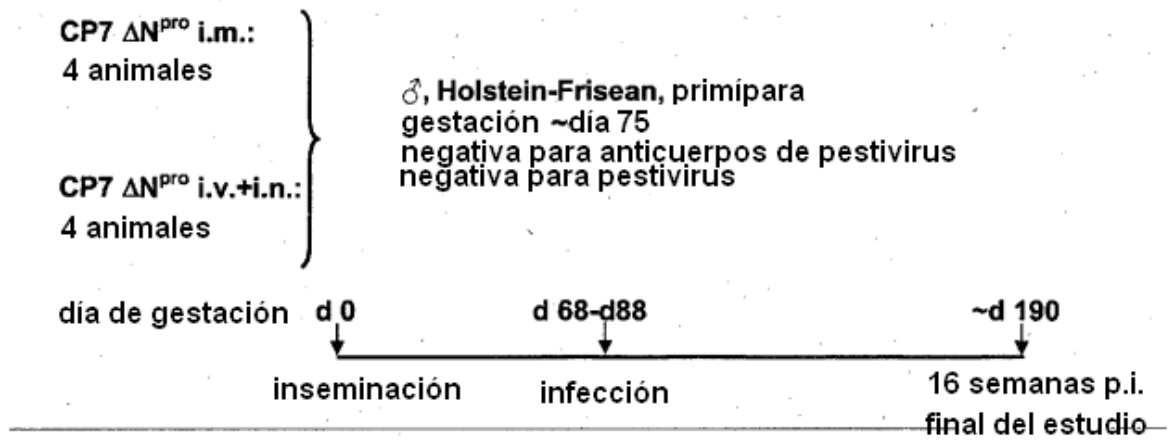 CP7 ΔNᵖʳᵒ i.m.:
4 animales
♂, Holstein-Frisean, primípara
gestación ~día 75
negativa para anticuerpos de pestivirus
negativa para pestivirus
CP7 ΔNᵖʳᵒ i.v.+i.n.:
4 animales
día de gestación d 0 d 68-d88 ~d 190
inseminación infección 16 semanas p.i.
final del estudio